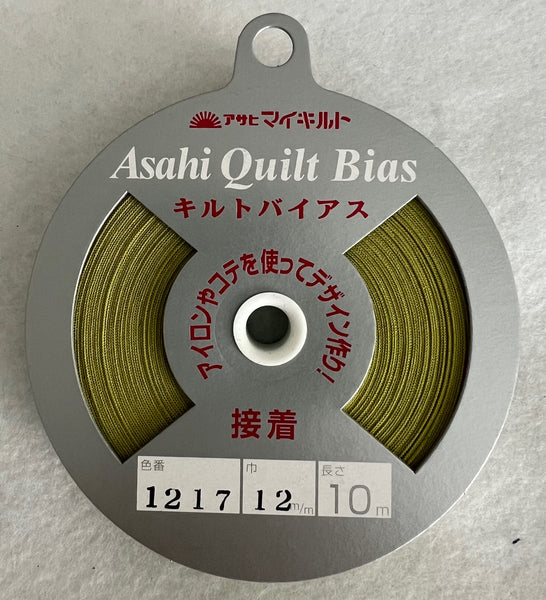 アサヒマイキルト
Asahi Quilt Bias
キルトバイアス
アイロンやコテを使ってデザイン作り!
接着
色番 巾 長さ
1217 12m/m 10m